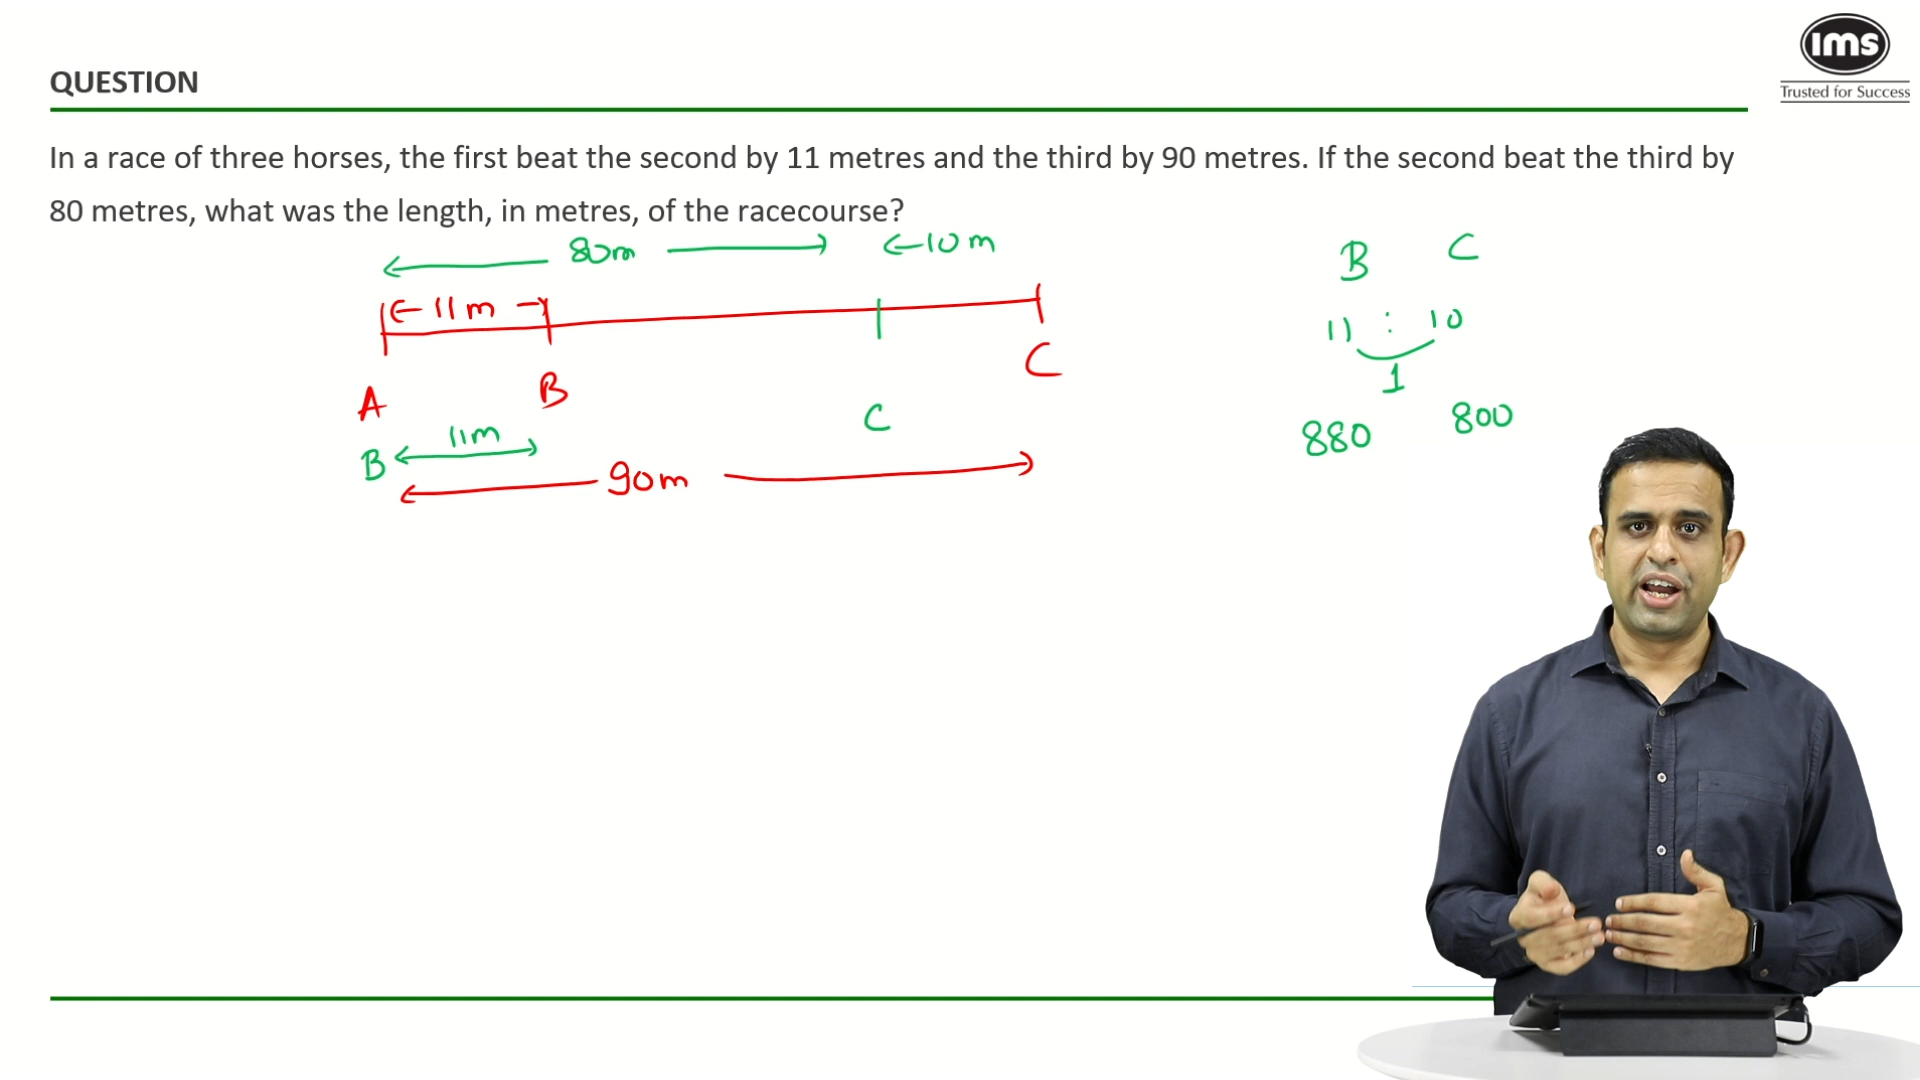 ims
Trusted for Success
QUESTION
In a race of three horses, the first beat the second by 11 metres and the third by 90 metres. If the second beat the third by
80 metres, what was the length, in metres, of the racecourse?
80m 10m
11m
A B C
C
B 11m
90m
B C
11 : 10
1
880 800